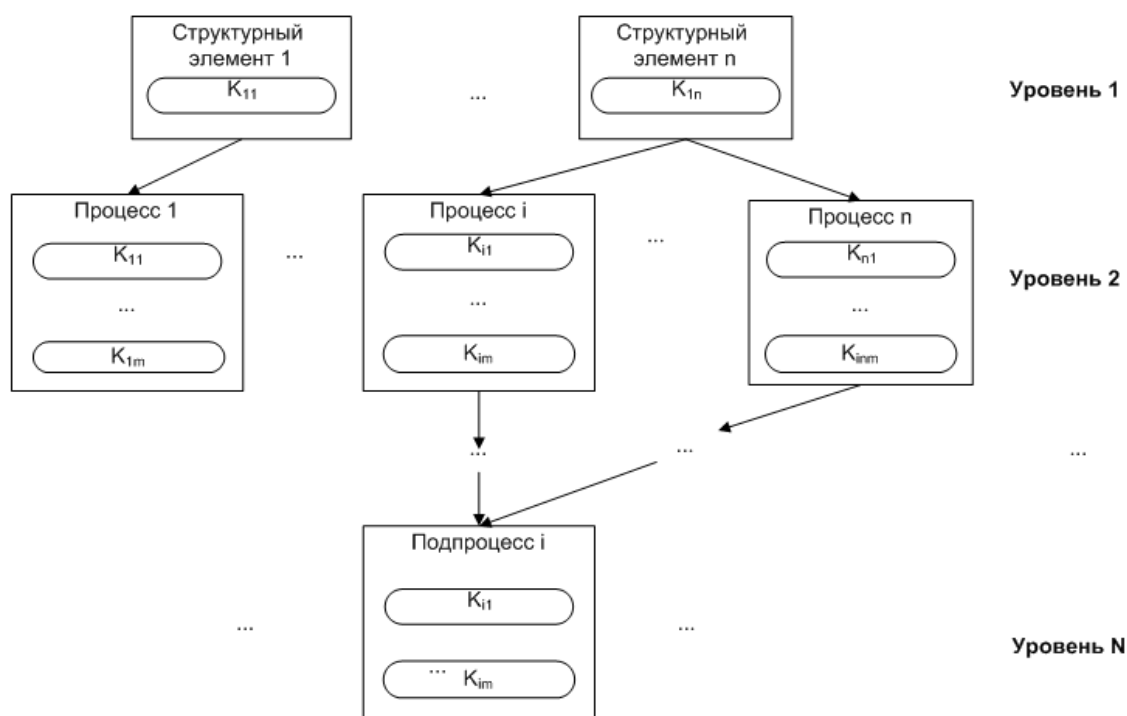 Структурный
элемент 1
K11
...
Структурный
элемент n
K1n
Уровень 1
Процесс 1
K11
...
K1m
...
Процесс i
Ki1
...
Kim
...
Процесс n
Kn1
...
Kinm
Уровень 2
...
...
...
Подпроцесс i
Ki1
... Kim
...
...
Уровень N